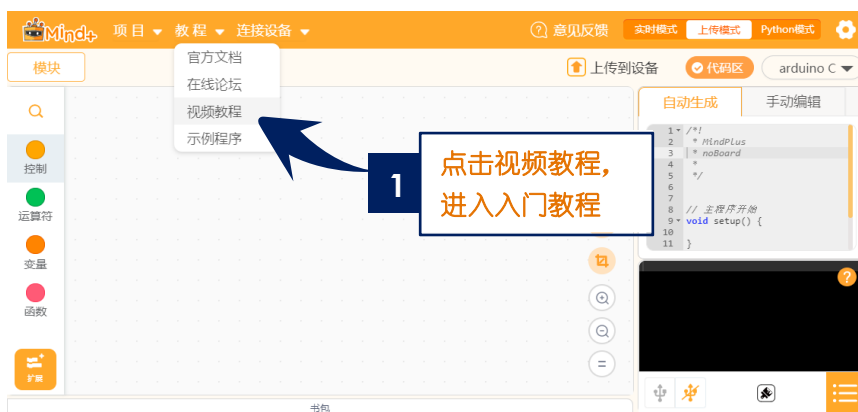 Mind+ 项目 教程 连接设备 意见反馈 实时模式 上传模式 Python模式
模块 上传到设备 代码区 arduino C
官方文档
在线论坛
视频教程
示例程序
控制
运算符
变量
函数
扩展
1
点击视频教程，
进入入门教程
自动生成 手动编辑
1 /*!
2 * MindPlus
3 * noBoard
4 *
5 */
6
7
8 // 主程序开始
9 void setup() {
10
11 }
?
书包